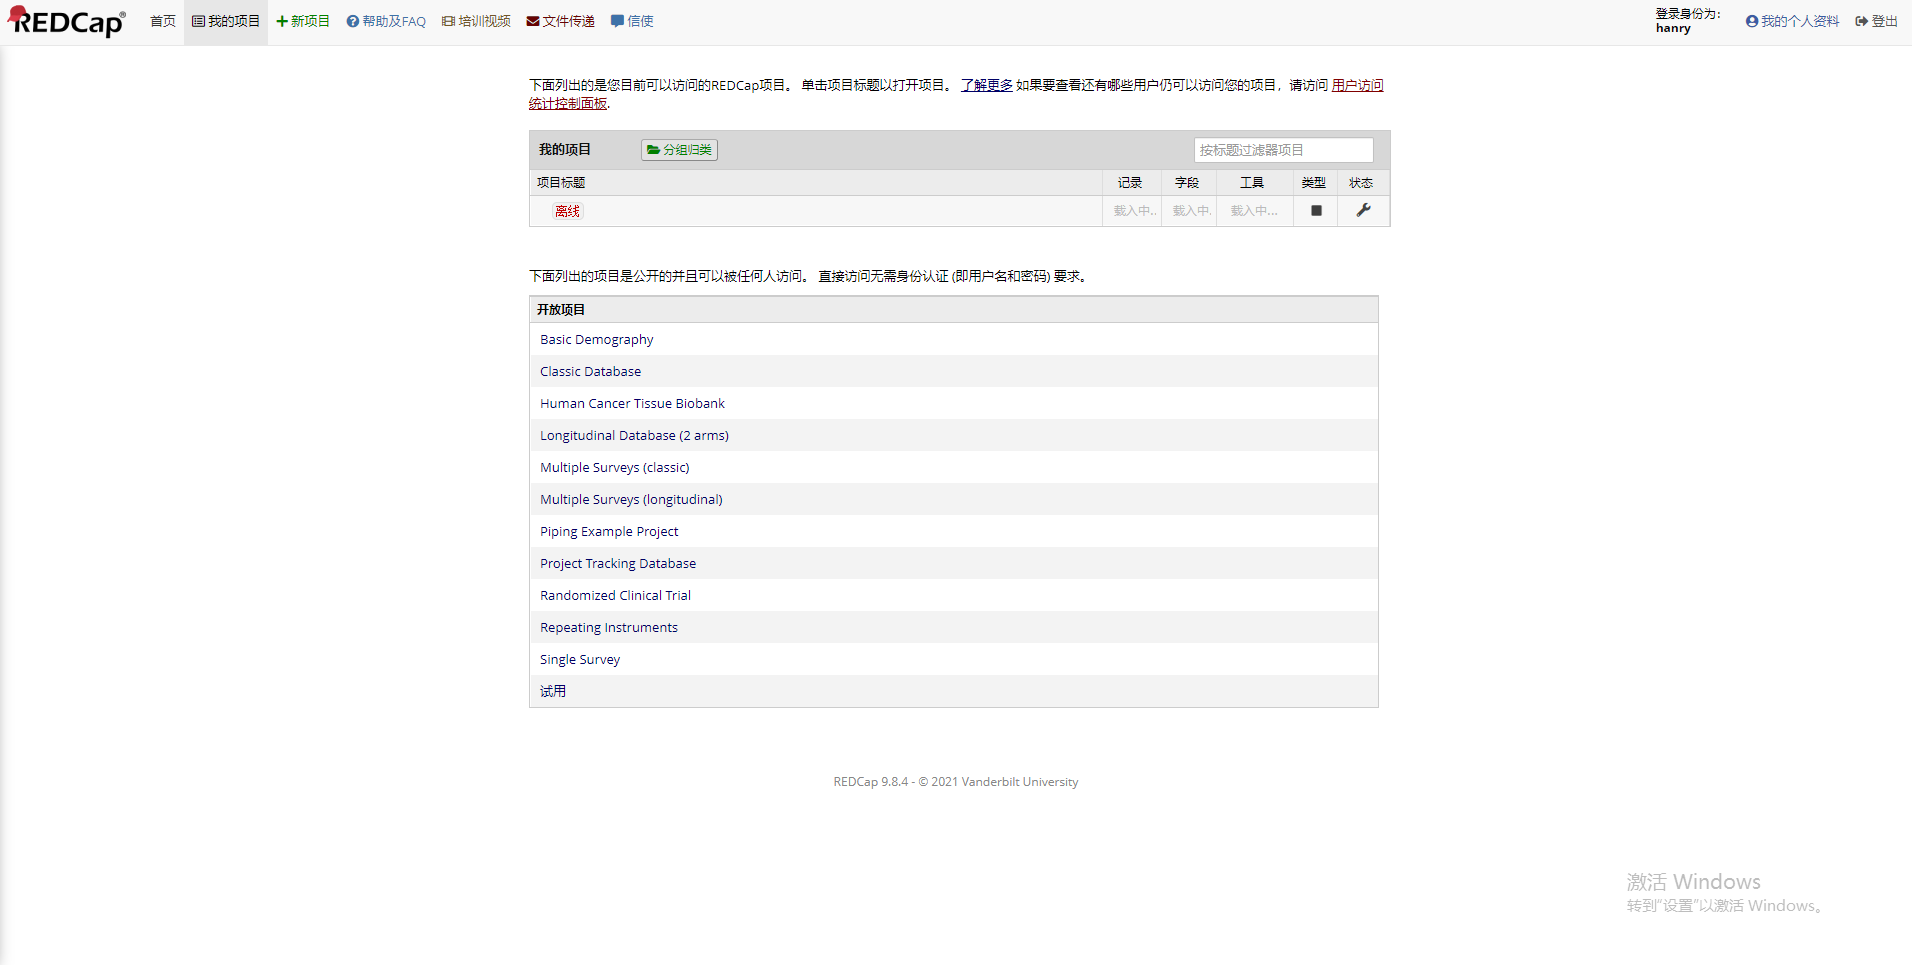 REDCap® 首页 我的项目 新项目 帮助及FAQ 培训视频 文件传递 信使 登录身份为: 我的个人资料 登出
hanry
下面列出的是您目前可以访问的REDCap项目。 单击项目标题以打开项目。 了解更多 如果要查看还有哪些用户仍可以访问您的项目，请访问 用户访问
统计控制面板.
我的项目 分组归类 按标题过滤器项目
项目标题 记录 字段 工具 类型 状态
离线 载入中.. 载入中. 载入中...
下面列出的项目是公开的并且可以被任何人访问。 直接访问无需身份认证 (即用户名和密码) 要求。
开放项目
Basic Demography
Classic Database
Human Cancer Tissue Biobank
Longitudinal Database (2 arms)
Multiple Surveys (classic)
Multiple Surveys (longitudinal)
Piping Example Project
Project Tracking Database
Randomized Clinical Trial
Repeating Instruments
Single Survey
试用
REDCap 9.8.4 - © 2021 Vanderbilt University
激活 Windows
转到"设置"以激活 Windows。